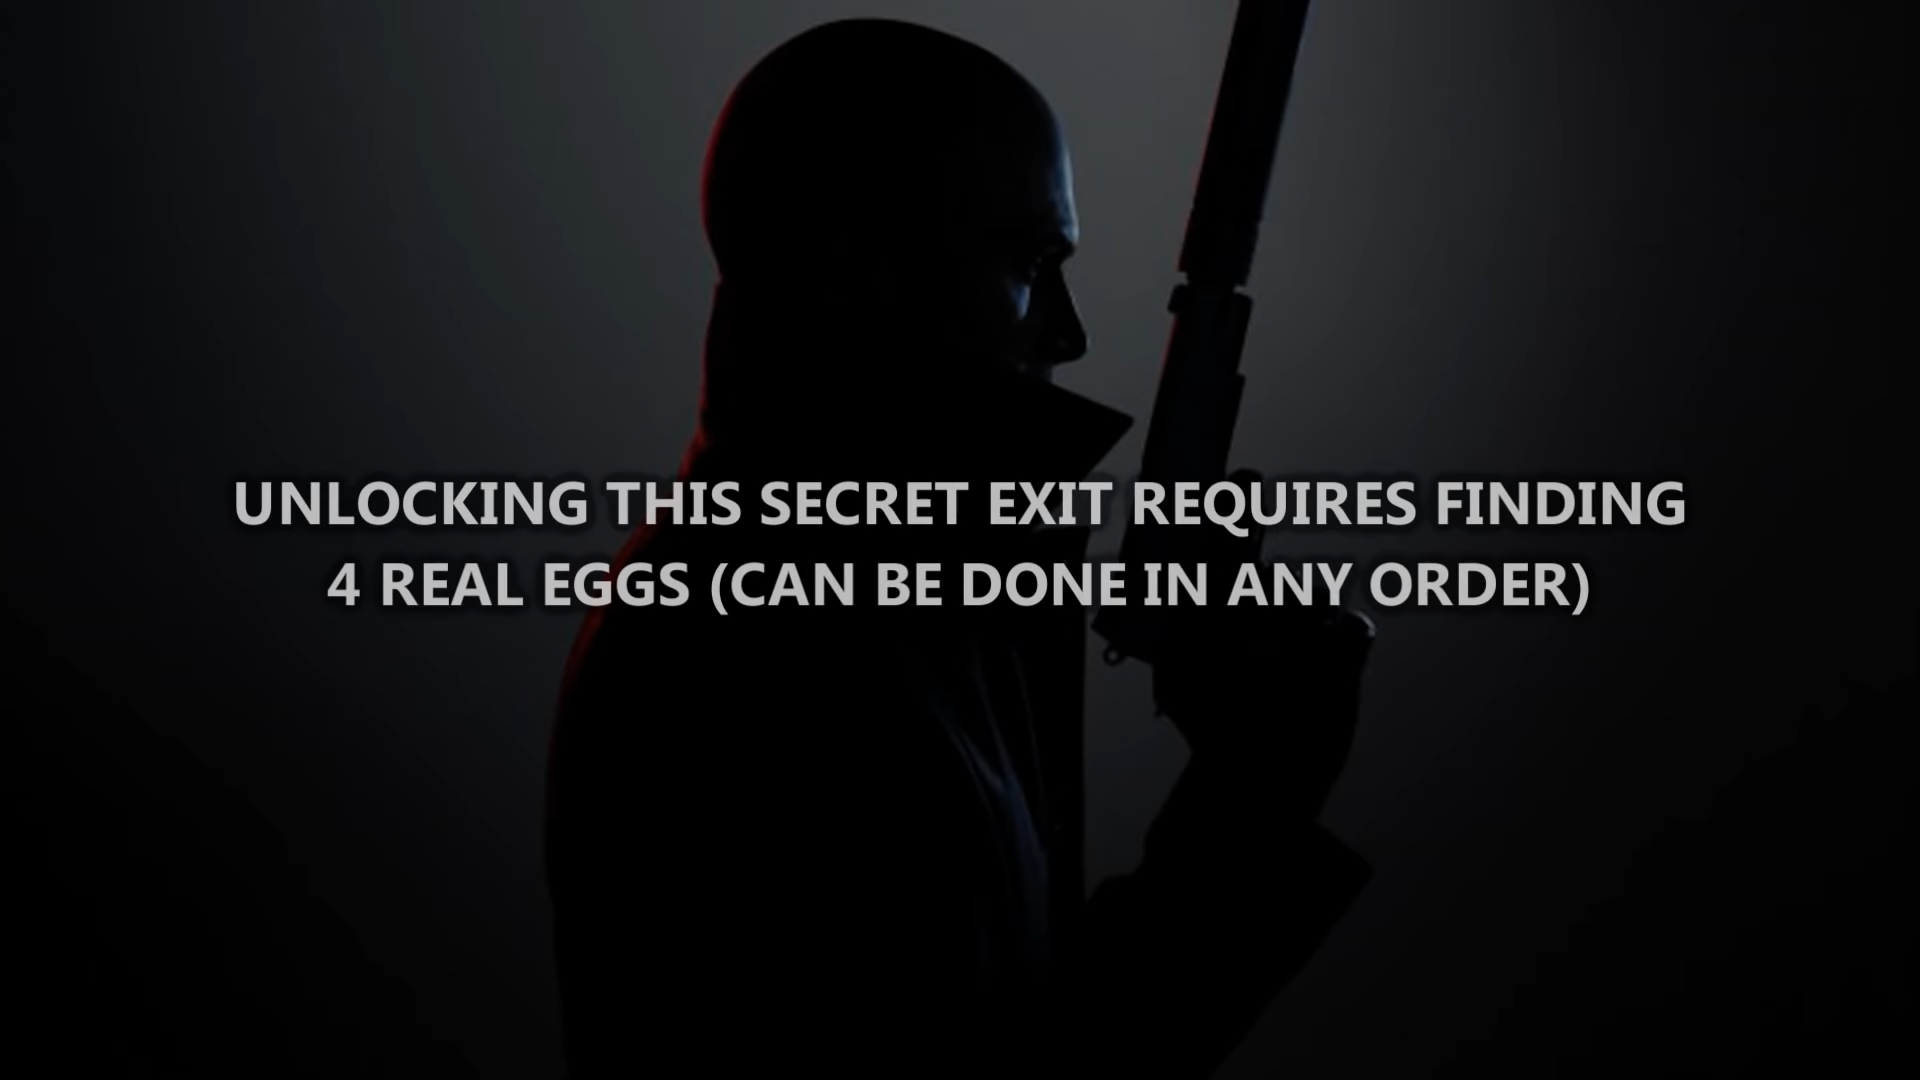 UNLOCKING THIS SECRET EXIT REQUIRES FINDING
4 REAL EGGS (CAN BE DONE IN ANY ORDER)